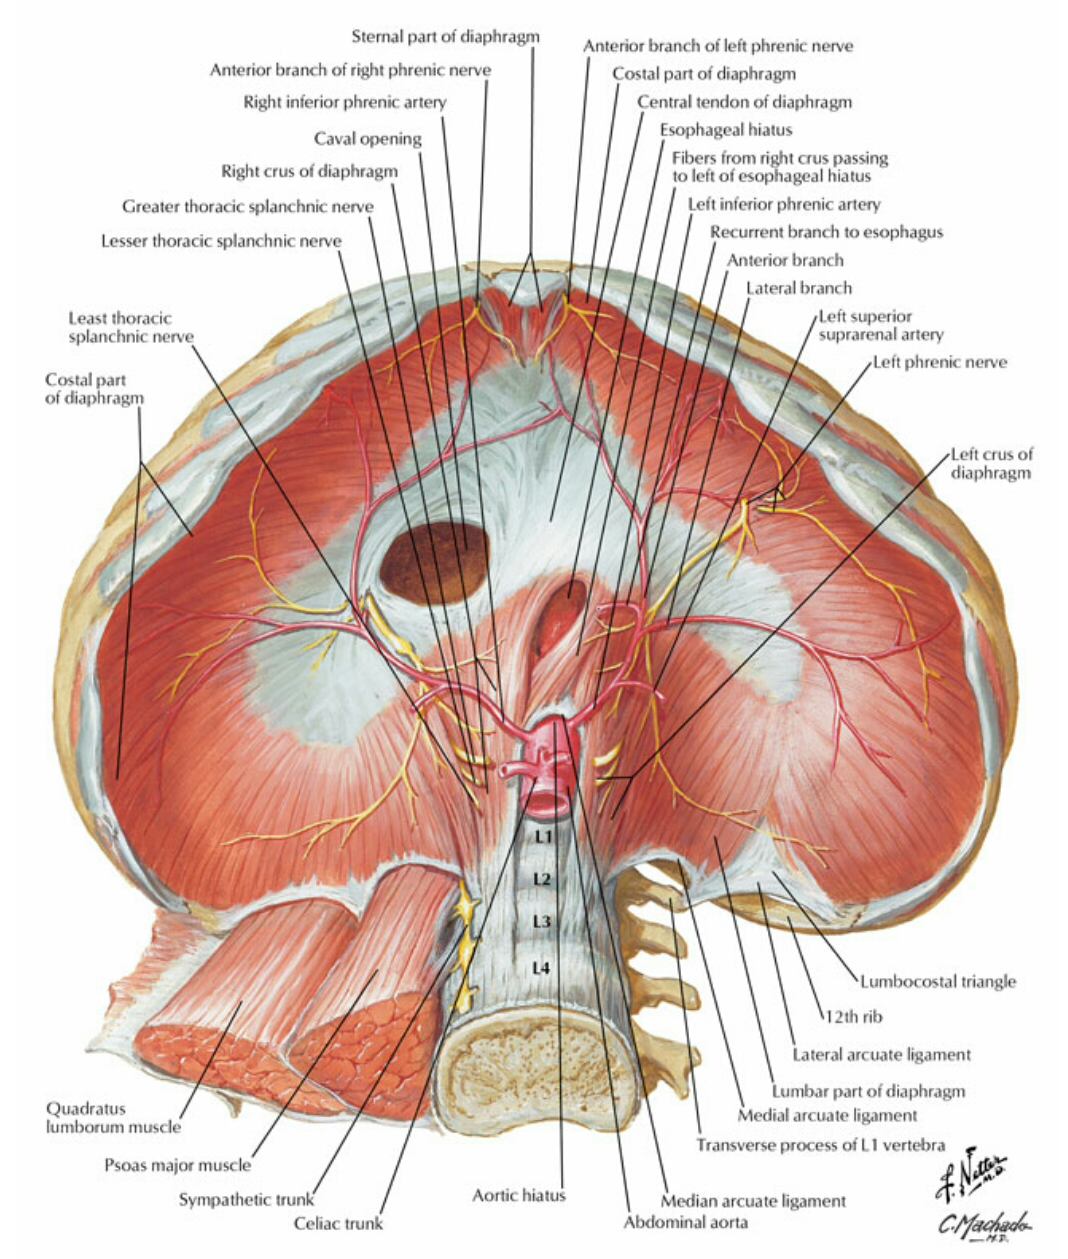 Sternal part of diaphragm
Anterior branch of right phrenic nerve
Right inferior phrenic artery
Caval opening
Right crus of diaphragm
Greater thoracic splanchnic nerve
Lesser thoracic splanchnic nerve
Least thoracic
splanchnic nerve
Costal part
of diaphragm
Anterior branch of left phrenic nerve
Costal part of diaphragm
Central tendon of diaphragm
Esophageal hiatus
Fibers from right crus passing
to left of esophageal hiatus
Left inferior phrenic artery
Recurrent branch to esophagus
Anterior branch
Lateral branch
Left superior
suprarenal artery
Left phrenic nerve
Left crus of
diaphragm
L1
L2
L3
L4
Lumbocostal triangle
12th rib
Lateral arcuate ligament
Lumbar part of diaphragm
Medial arcuate ligament
Transverse process of L1 vertebra
Quadratus
lumborum muscle
Psoas major muscle
Sympathetic trunk
Celiac trunk
Aortic hiatus
Median arcuate ligament
Abdominal aorta
F. Netter
M.D.
C. Machado
M.D.